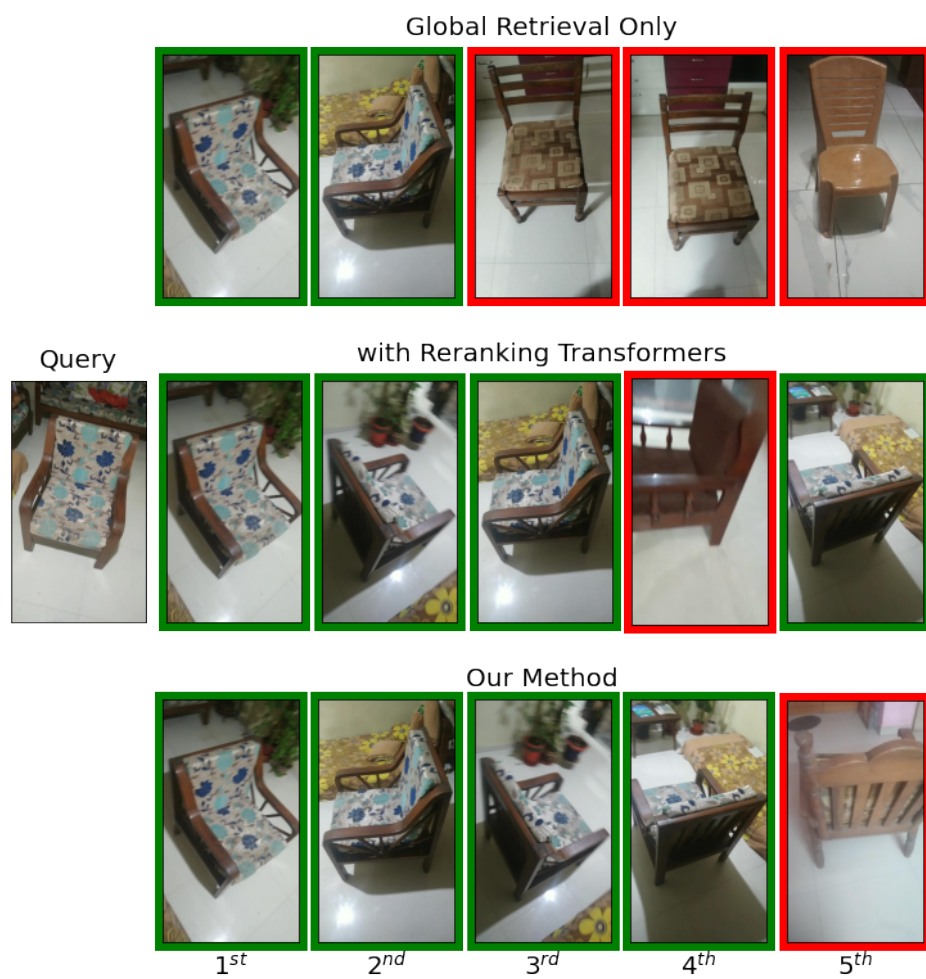 Global Retrieval Only
Query
with Reranking Transformers
Our Method
1st 2nd 3rd 4th 5th